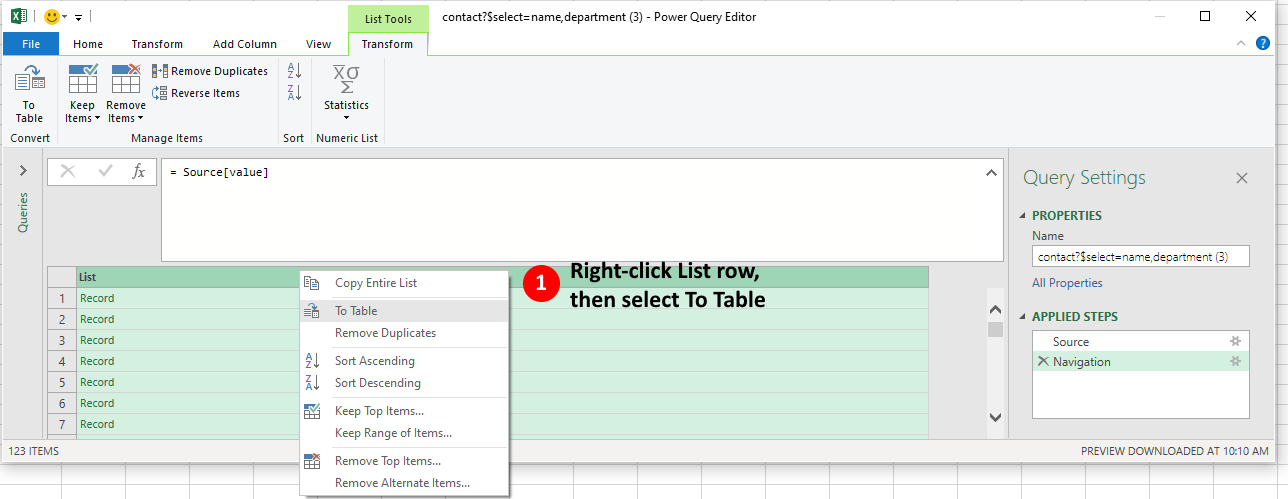 List Tools
contact?$select=name,department (3) - Power Query Editor
File
Home
Transform
Add Column
View
Transform
To
Table
Keep
Items
Remove
Items
Remove Duplicates
Reverse Items
A
Z
Z
A
X̅σ
Σ
Statistics
Convert
Manage Items
Sort
Numeric List
Queries
fx
= Source[value]
Query Settings
PROPERTIES
Name
contact?$select=name,department (3)
All Properties
APPLIED STEPS
Source
Navigation
List
1 Record
2 Record
3 Record
4 Record
5 Record
6 Record
7 Record
Copy Entire List
To Table
Remove Duplicates
A
Z
Sort Ascending
Z
A
Sort Descending
Keep Top Items...
Keep Range of Items...
Remove Top Items...
Remove Alternate Items...
1
Right-click List row,
then select To Table
123 ITEMS
PREVIEW DOWNLOADED AT 10:10 AM